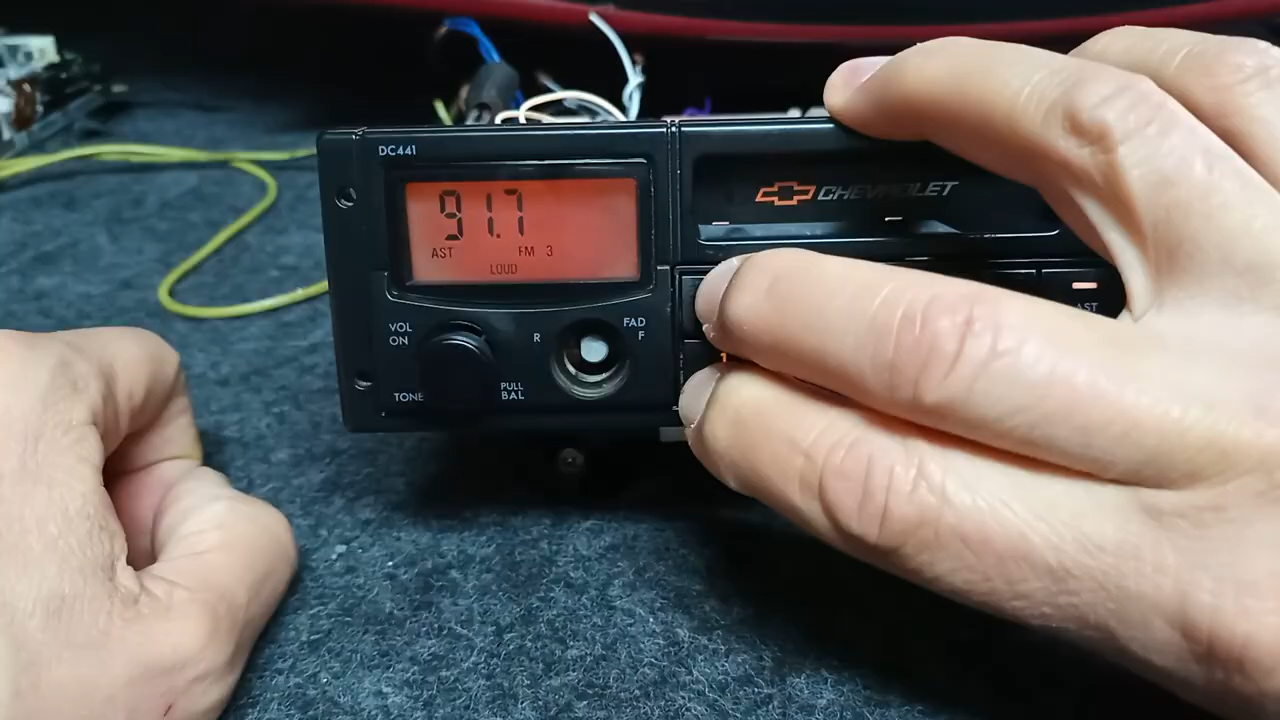 DC441
91.7
AST FM 3
LOUD
CHEVROLET
VOL
ON
TONE
PULL
BAL
R
FAD
F
1
AST